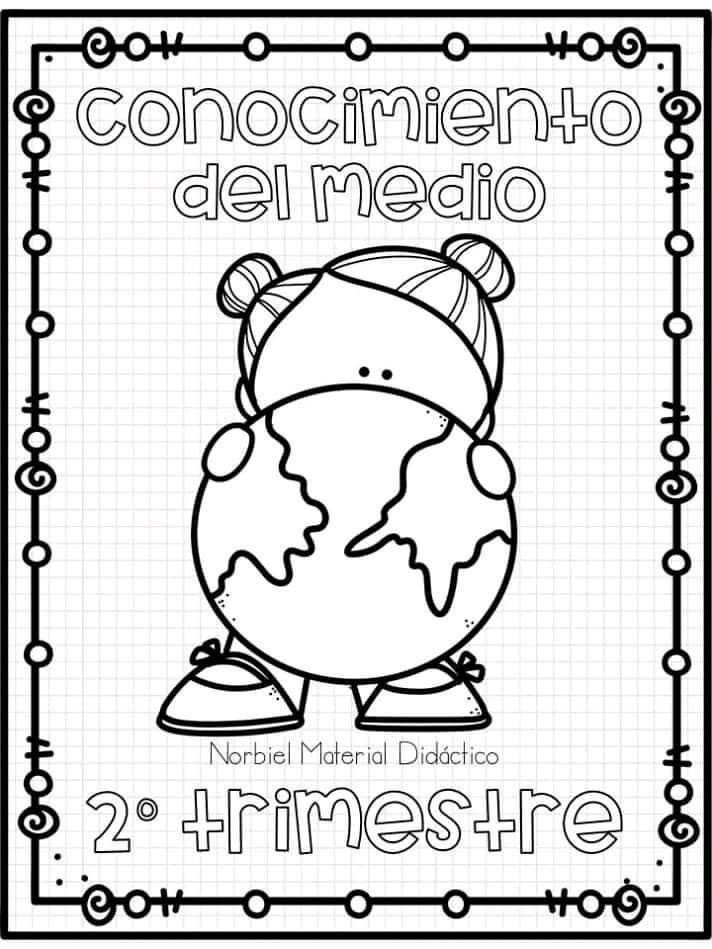 conocimiento
del medio
Norbiel Material Didáctico
2° trimestre